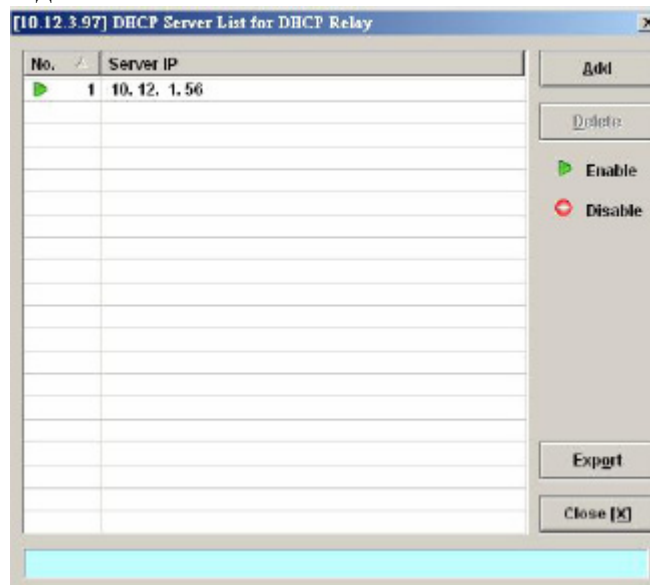 [10.12.3.97] DHCP Server List for DHCP Relay
No. Server IP
1 10. 12. 1. 56
Add
Delete
Enable
Disable
Export
Close [X]